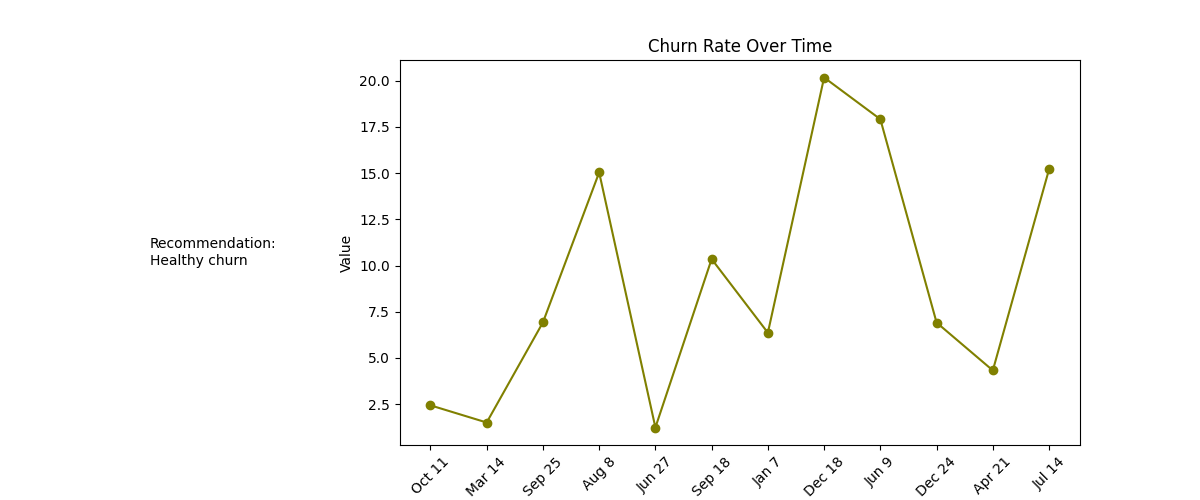 Churn Rate Over Time
Recommendation:
Healthy churn
Value
20.0
17.5
15.0
12.5
10.0
7.5
5.0
2.5
Oct 11
Mar 14
Sep 25
Aug 8
Jun 27
Sep 18
Jan 7
Dec 18
Jun 9
Dec 24
Apr 21
Jul 14